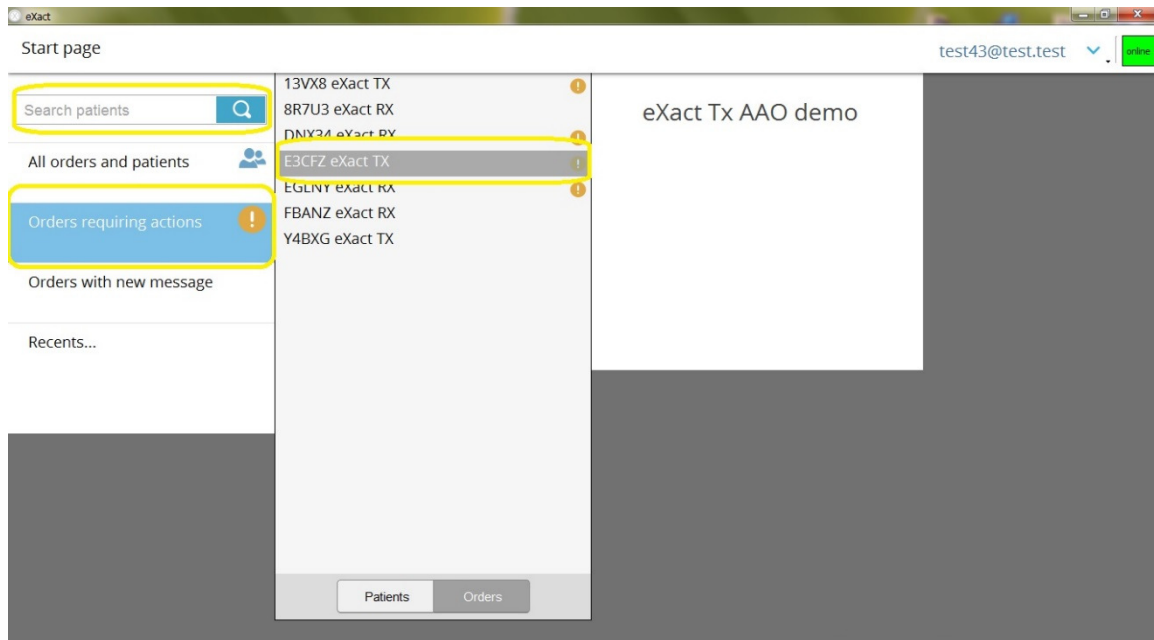 eXact
Start page
test43@test.test
online
Search patients
All orders and patients
Orders requiring actions
Orders with new message
Recents...
13VX8 eXact TX
8R7U3 eXact RX
DNX34 eXact RX
E3CFZ eXact TX
EGLNY eXact RX
FBANZ eXact RX
Y4BXG eXact TX
Patients
Orders
eXact Tx AAO demo